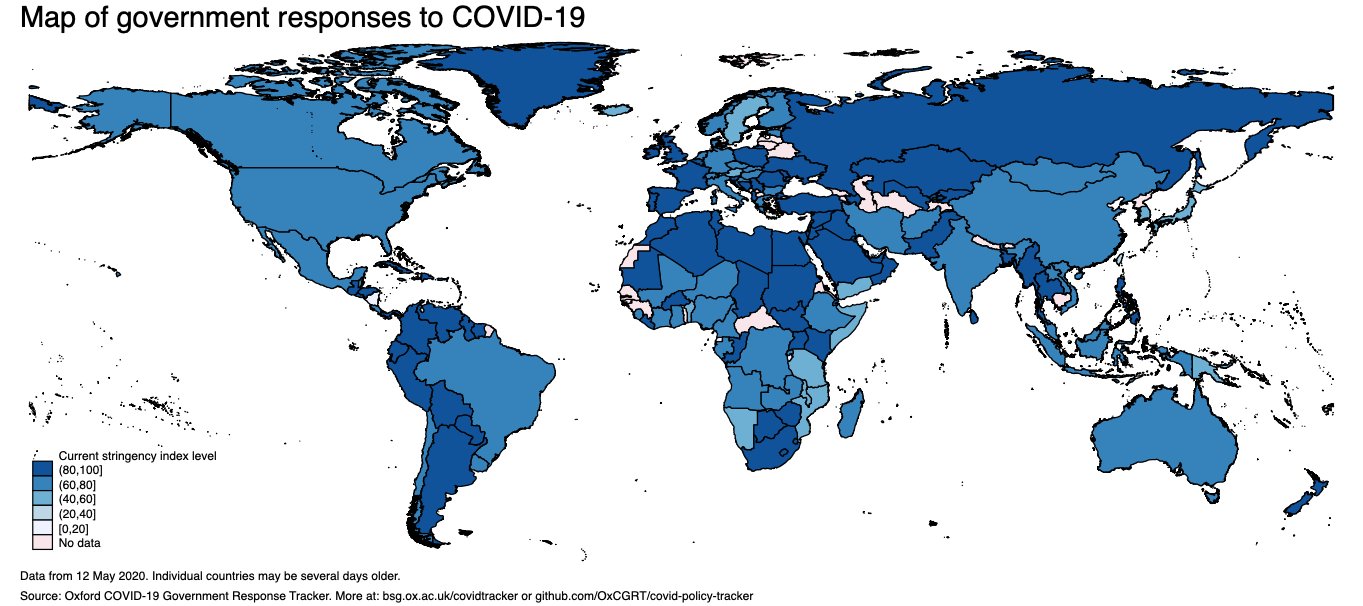 Map of government responses to COVID-19
Current stringency index level
(80,100]
(60,80]
(40,60]
(20,40]
[0,20]
No data
Data from 12 May 2020. Individual countries may be several days older.
Source: Oxford COVID-19 Government Response Tracker. More at: bsg.ox.ac.uk/covidtracker or github.com/OxCGRT/covid-policy-tracker